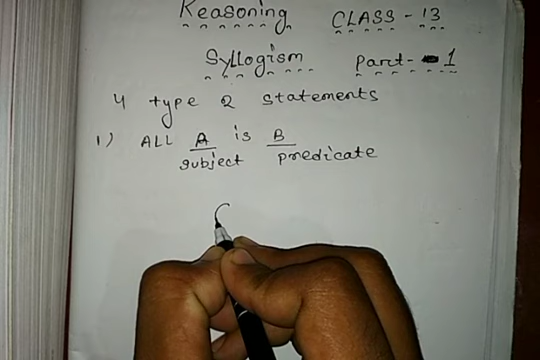 Reasoning CLASS - 13
Syllogism Part - 1
4 type 2 statements
1) ALL A is B
subject predicate